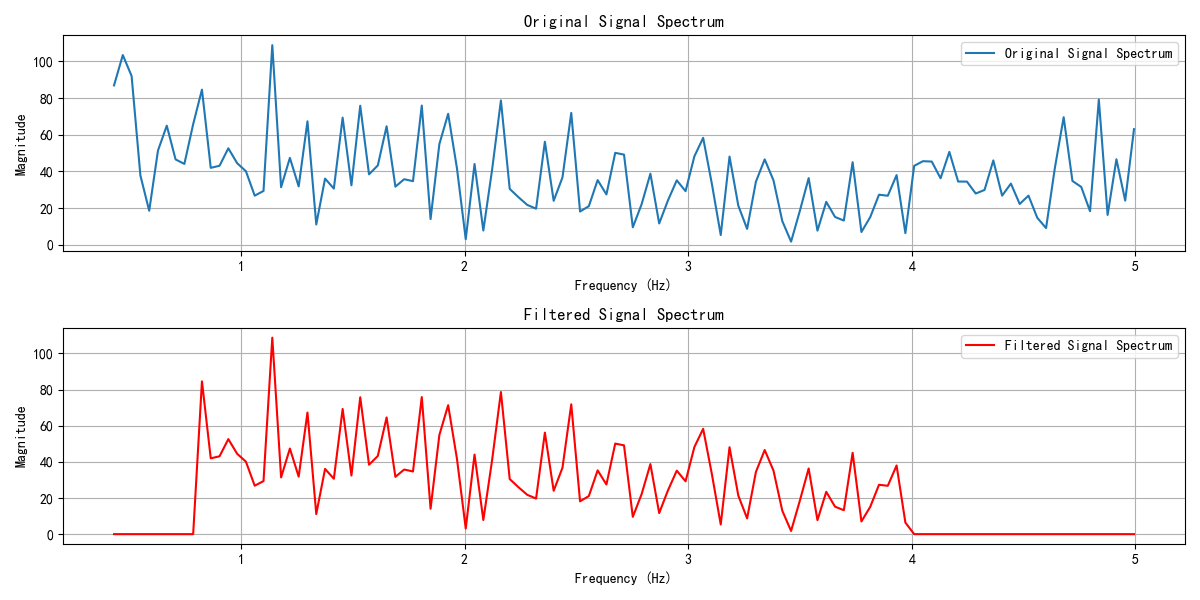 Original Signal Spectrum
Original Signal Spectrum
Magnitude
100
80
60
40
20
0
1
2
3
4
5
Frequency (Hz)
Filtered Signal Spectrum
Filtered Signal Spectrum
Magnitude
100
80
60
40
20
0
1
2
3
4
5
Frequency (Hz)